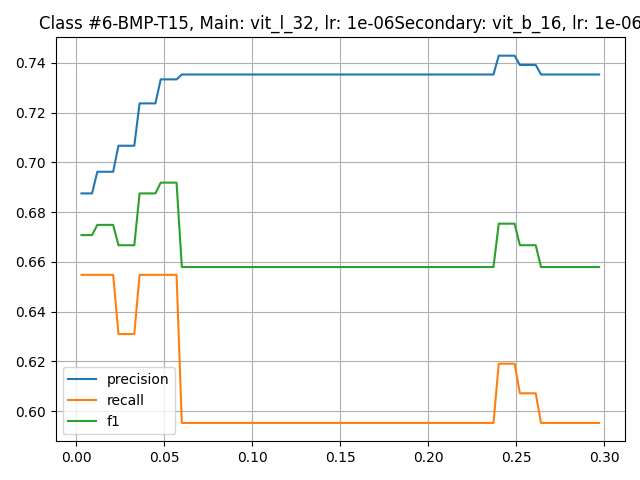 Class #6-BMP-T15, Main: vit_l_32, lr: 1e-06Secondary: vit_b_16, lr: 1e-06
0.74
0.72
0.70
0.68
0.66
0.64
0.62
0.60
precision
recall
f1
0.00 0.05 0.10 0.15 0.20 0.25 0.30